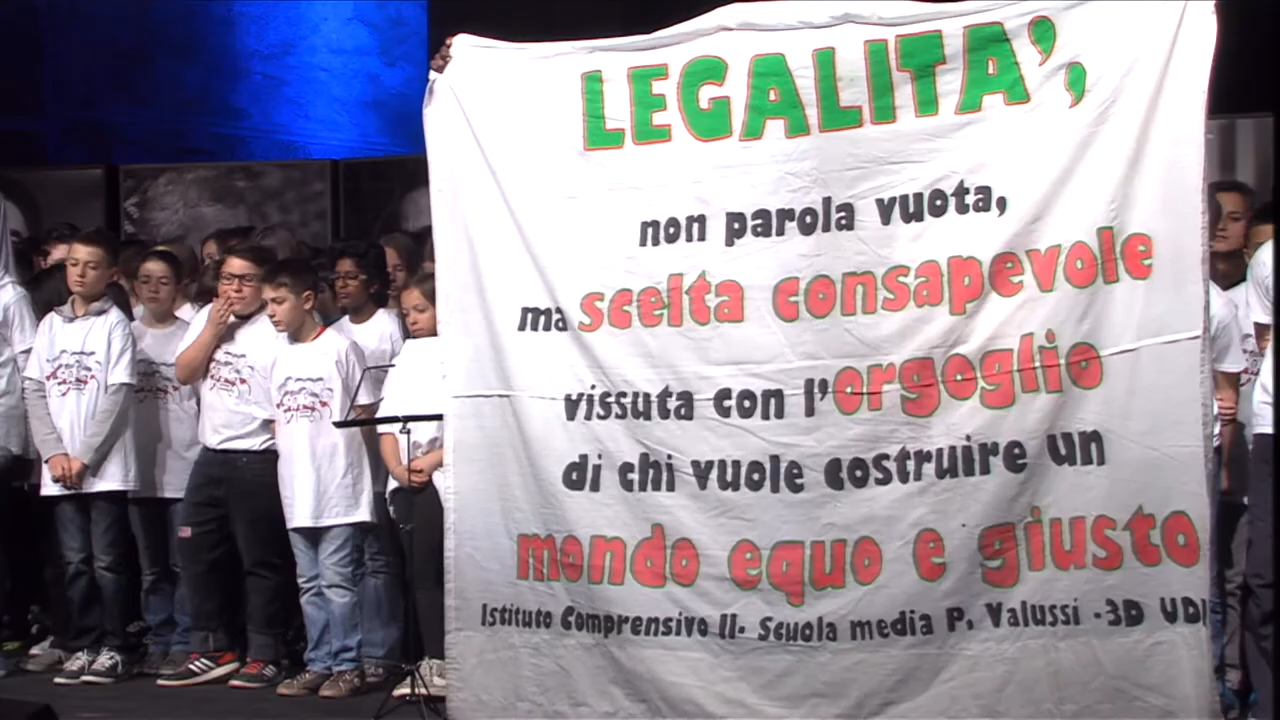 LEGALITA',
non parola vuota,
ma scelta consapevole
vissuta con l'orgoglio
di chi vuole costruire un
mondo equo e giusto
Istituto Comprensivo II- Scuola media P. Valussi -3D UD